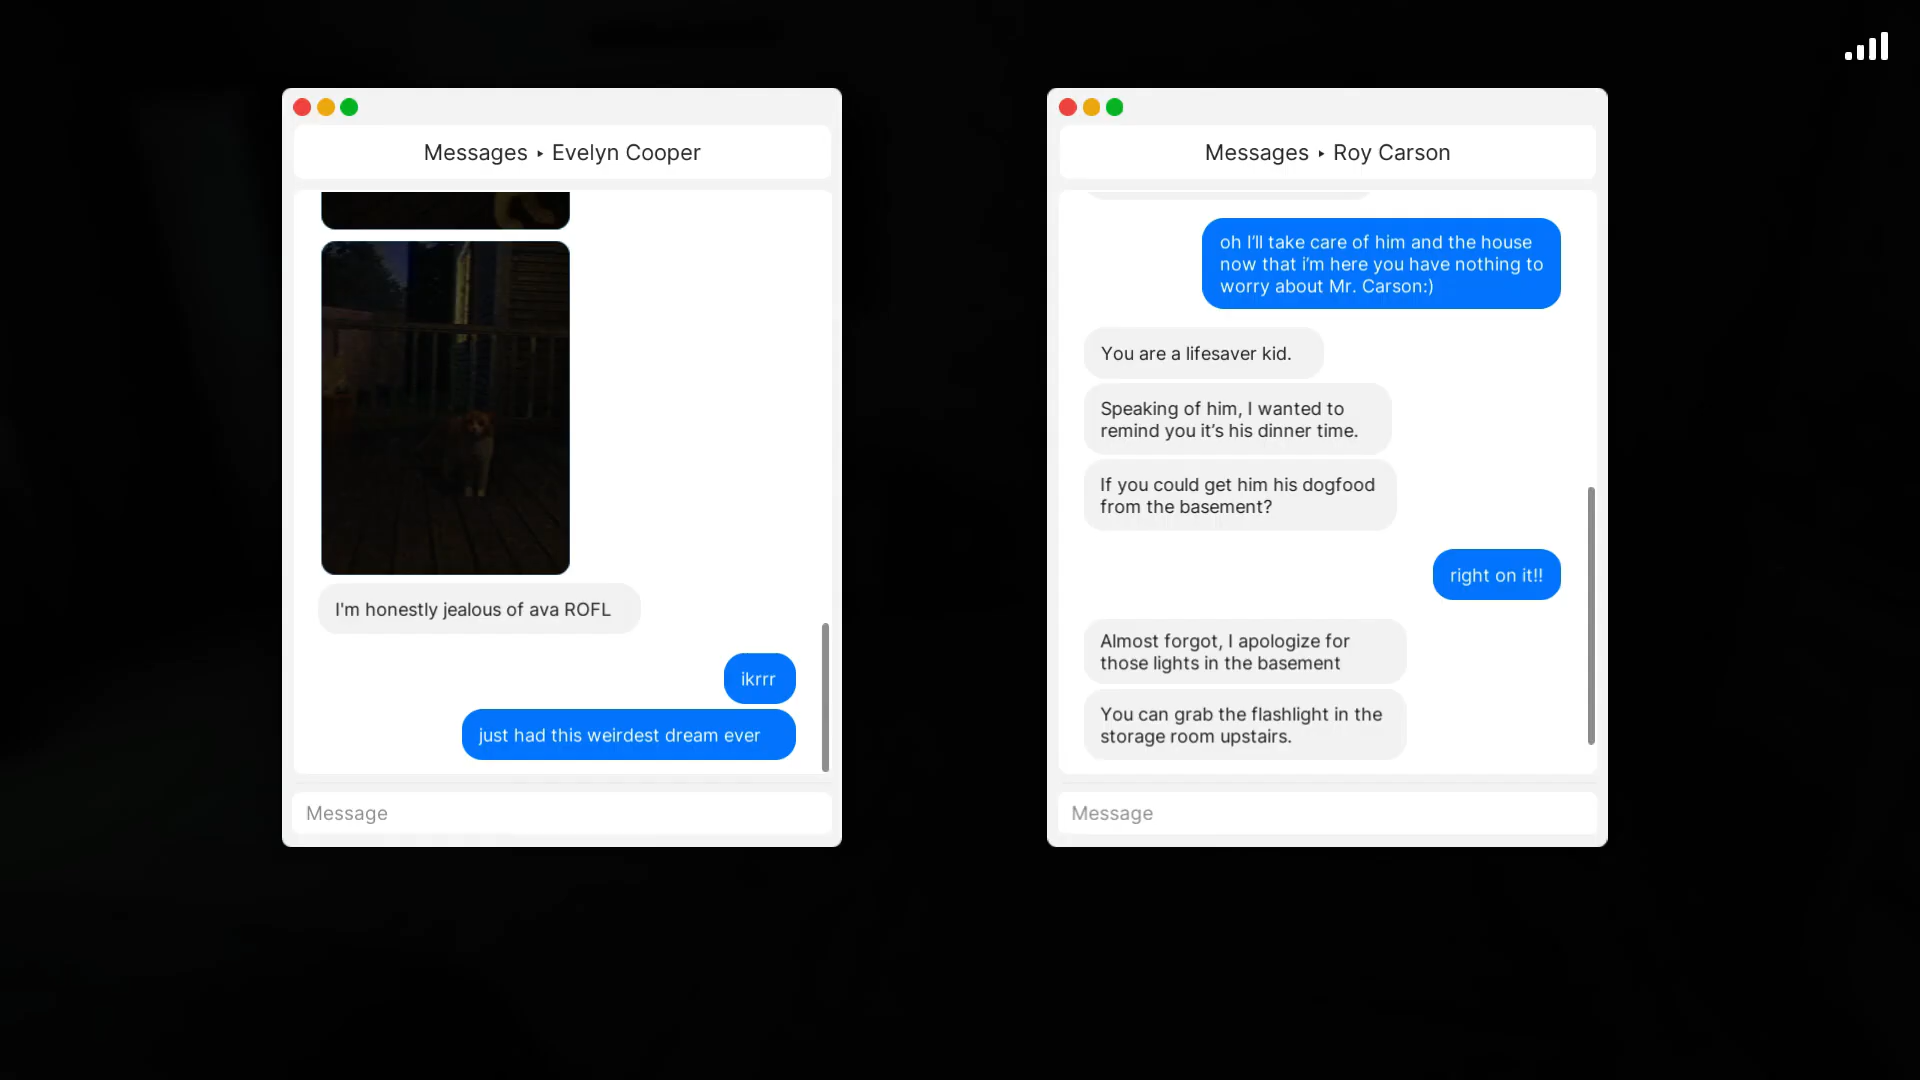 Messages ‣ Evelyn Cooper
I'm honestly jealous of ava ROFL
ikrrr
just had this weirdest dream ever
Message
Messages ‣ Roy Carson
oh I’ll take care of him and the house
now that i’m here you have nothing to
worry about Mr. Carson:)
You are a lifesaver kid.
Speaking of him, I wanted to
remind you it’s his dinner time.
If you could get him his dogfood
from the basement?
right on it!!
Almost forgot, I apologize for
those lights in the basement
You can grab the flashlight in the
storage room upstairs.
Message